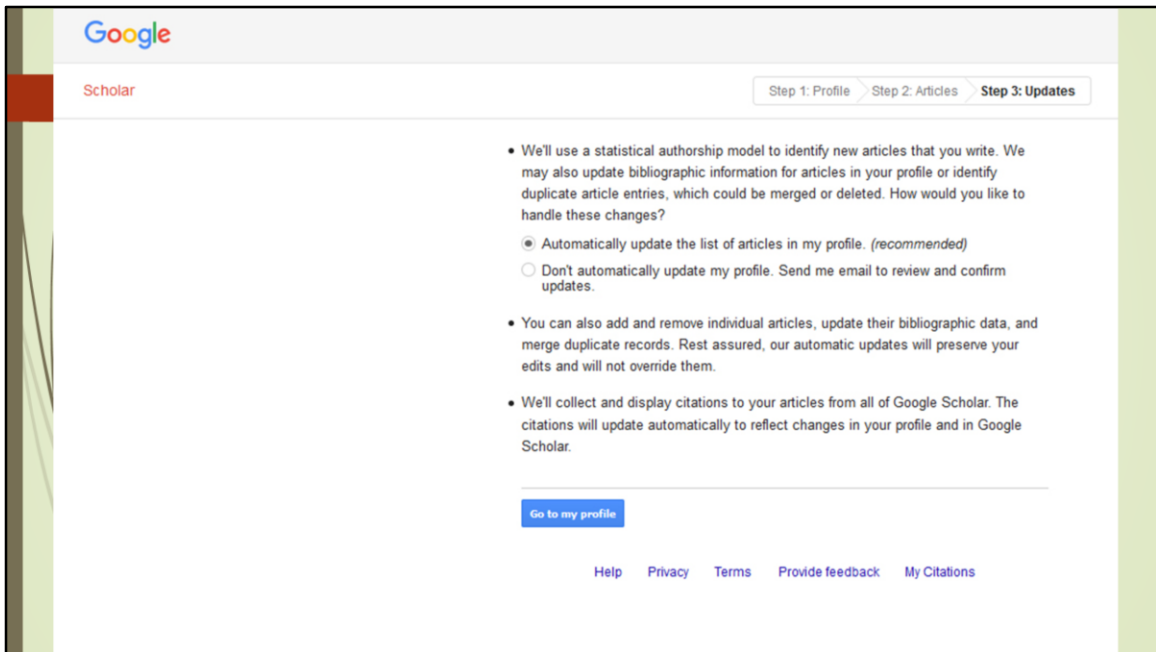 Google
Scholar
Step 1: Profile
Step 2: Articles
Step 3: Updates
• We'll use a statistical authorship model to identify new articles that you write. We
may also update bibliographic information for articles in your profile or identify
duplicate article entries, which could be merged or deleted. How would you like to
handle these changes?
Automatically update the list of articles in my profile. (recommended)
Don't automatically update my profile. Send me email to review and confirm
updates.
• You can also add and remove individual articles, update their bibliographic data, and
merge duplicate records. Rest assured, our automatic updates will preserve your
edits and will not override them.
• We'll collect and display citations to your articles from all of Google Scholar. The
citations will update automatically to reflect changes in your profile and in Google
Scholar.
Go to my profile
Help Privacy Terms Provide feedback My Citations